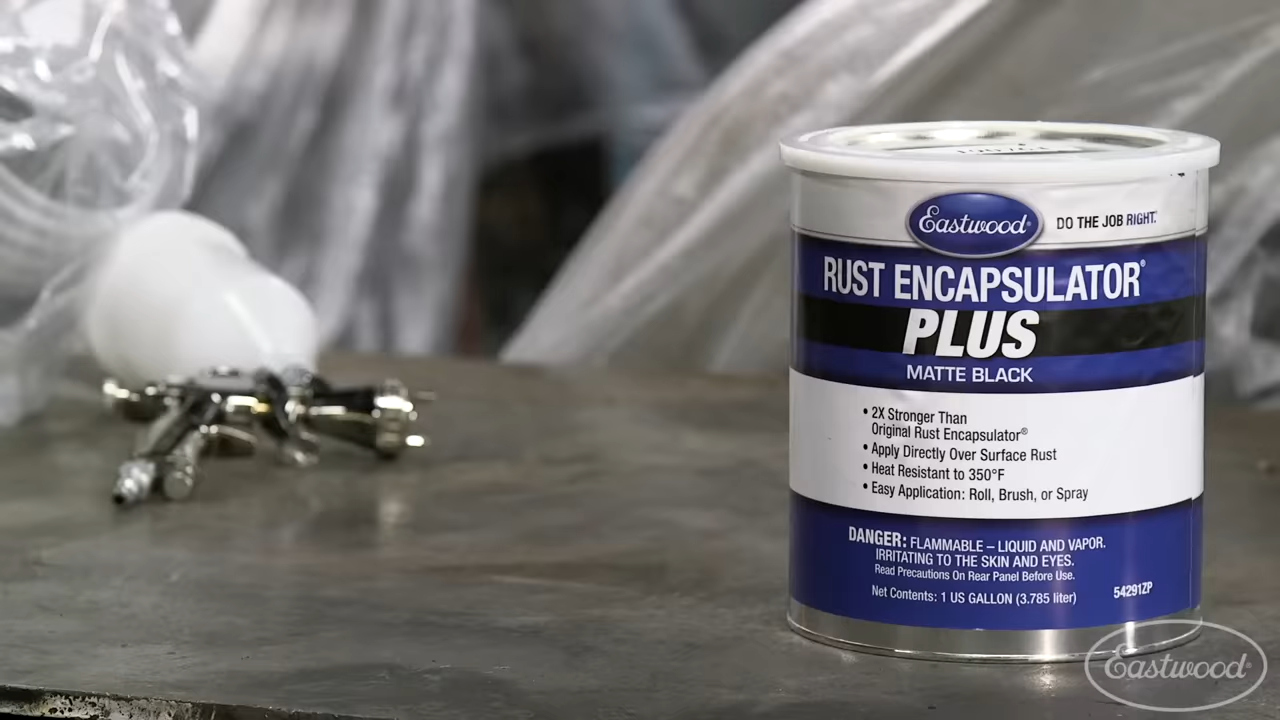 Eastwood®
DO THE JOB RIGHT.
RUST ENCAPSULATOR®
PLUS
MATTE BLACK
• 2X Stronger Than
Original Rust Encapsulator®
• Apply Directly Over Surface Rust
• Heat Resistant to 350°F
• Easy Application: Roll, Brush, or Spray
DANGER: FLAMMABLE – LIQUID AND VAPOR.
IRRITATING TO THE SKIN AND EYES.
Read Precautions On Rear Panel Before Use.
Net Contents: 1 US GALLON (3.785 liter)
54291ZP
Eastwood®